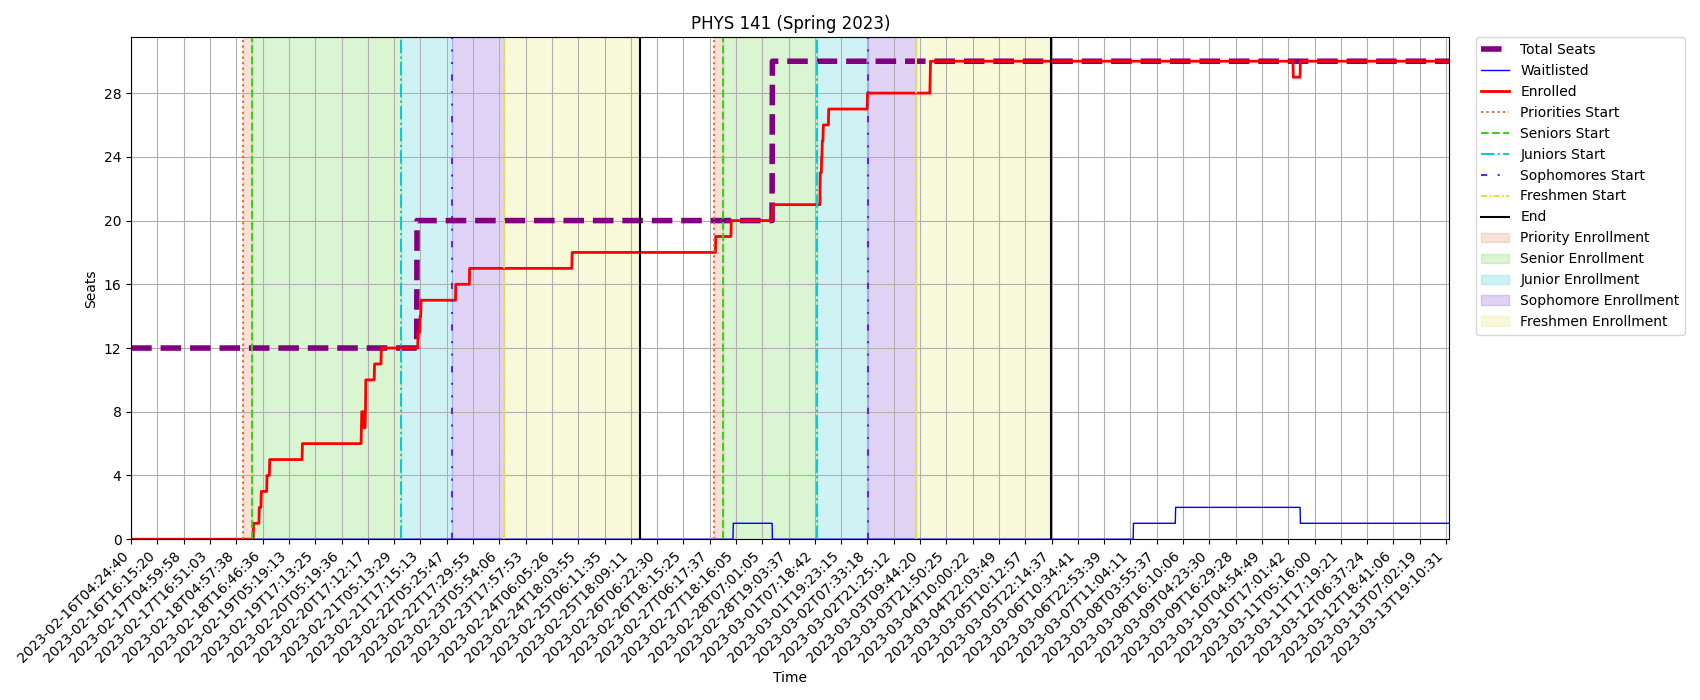 PHYS 141 (Spring 2023)
Seats
28
24
20
16
12
8
4
0
2023-02-16T04:24:40
2023-02-16T16:15:20
2023-02-17T04:59:58
2023-02-17T16:51:03
2023-02-18T04:57:38
2023-02-18T16:46:36
2023-02-19T05:19:13
2023-02-19T17:13:25
2023-02-20T05:19:36
2023-02-20T17:12:17
2023-02-21T05:13:29
2023-02-21T17:15:13
2023-02-22T05:25:47
2023-02-22T17:29:55
2023-02-23T05:54:06
2023-02-23T17:57:53
2023-02-24T06:05:26
2023-02-24T18:03:55
2023-02-25T06:11:35
2023-02-25T18:09:11
2023-02-26T06:22:30
2023-02-26T18:15:25
2023-02-27T06:17:37
2023-02-27T18:16:05
2023-02-28T07:01:05
2023-02-28T19:03:37
2023-03-01T07:18:42
2023-03-01T19:23:15
2023-03-02T07:33:18
2023-03-02T21:25:12
2023-03-03T09:44:20
2023-03-03T21:50:25
2023-03-04T10:00:22
2023-03-04T22:03:49
2023-03-05T10:12:57
2023-03-05T22:14:37
2023-03-06T10:34:41
2023-03-06T22:53:39
2023-03-07T11:04:11
2023-03-08T03:55:37
2023-03-08T16:10:06
2023-03-09T04:23:30
2023-03-09T16:29:28
2023-03-10T04:54:49
2023-03-10T17:01:42
2023-03-11T05:16:00
2023-03-11T17:19:21
2023-03-12T06:37:24
2023-03-12T18:41:06
2023-03-13T07:02:19
2023-03-13T19:10:31
Time
Total Seats
Waitlisted
Enrolled
Priorities Start
Seniors Start
Juniors Start
Sophomores Start
Freshmen Start
End
Priority Enrollment
Senior Enrollment
Junior Enrollment
Sophomore Enrollment
Freshmen Enrollment